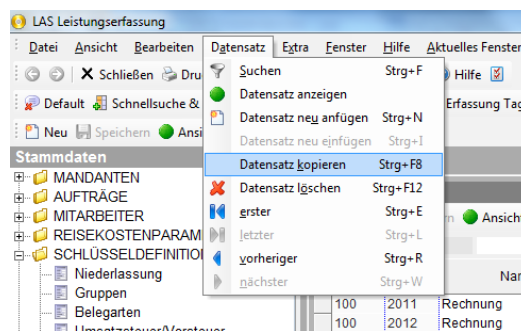 LAS Leistungserfassung
Datei Ansicht Bearbeiten Datensatz Extra Fenster Hilfe Aktuelles Fenster
Schließen Dru Hilfe
Suchen Strg+F
Datensatz anzeigen
Default Schnellsuche & Erfassung Tag
Datensatz neu anfügen Strg+N
Neu Speichern Ansi
Datensatz neu einfügen Strg+I
Stammdaten
Datensatz kopieren Strg+F8
MANDANTEN
Datensatz löschen Strg+F12
AUFTRÄGE
MITARBEITER
erster Strg+E
Ansicht
REISEKOSTENPARAM
letzter Strg+L
SCHLÜSSELDEFINITIO
vorheriger Strg+R
Niederlassung
nächster Strg+W
Nar
Gruppen
100 2011 Rechnung
Belegarten
100 2012 Rechnung
Umsatzsteuer/Vorsteuer